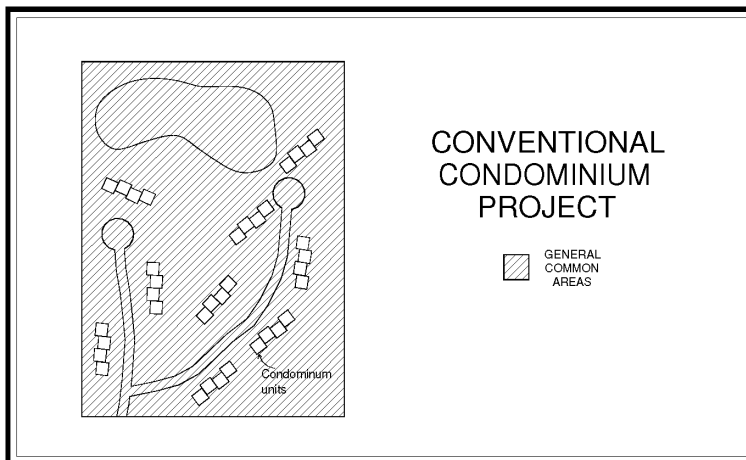 CONVENTIONAL
CONDOMINIUM
PROJECT
GENERAL
COMMON
AREAS
Condominum
units